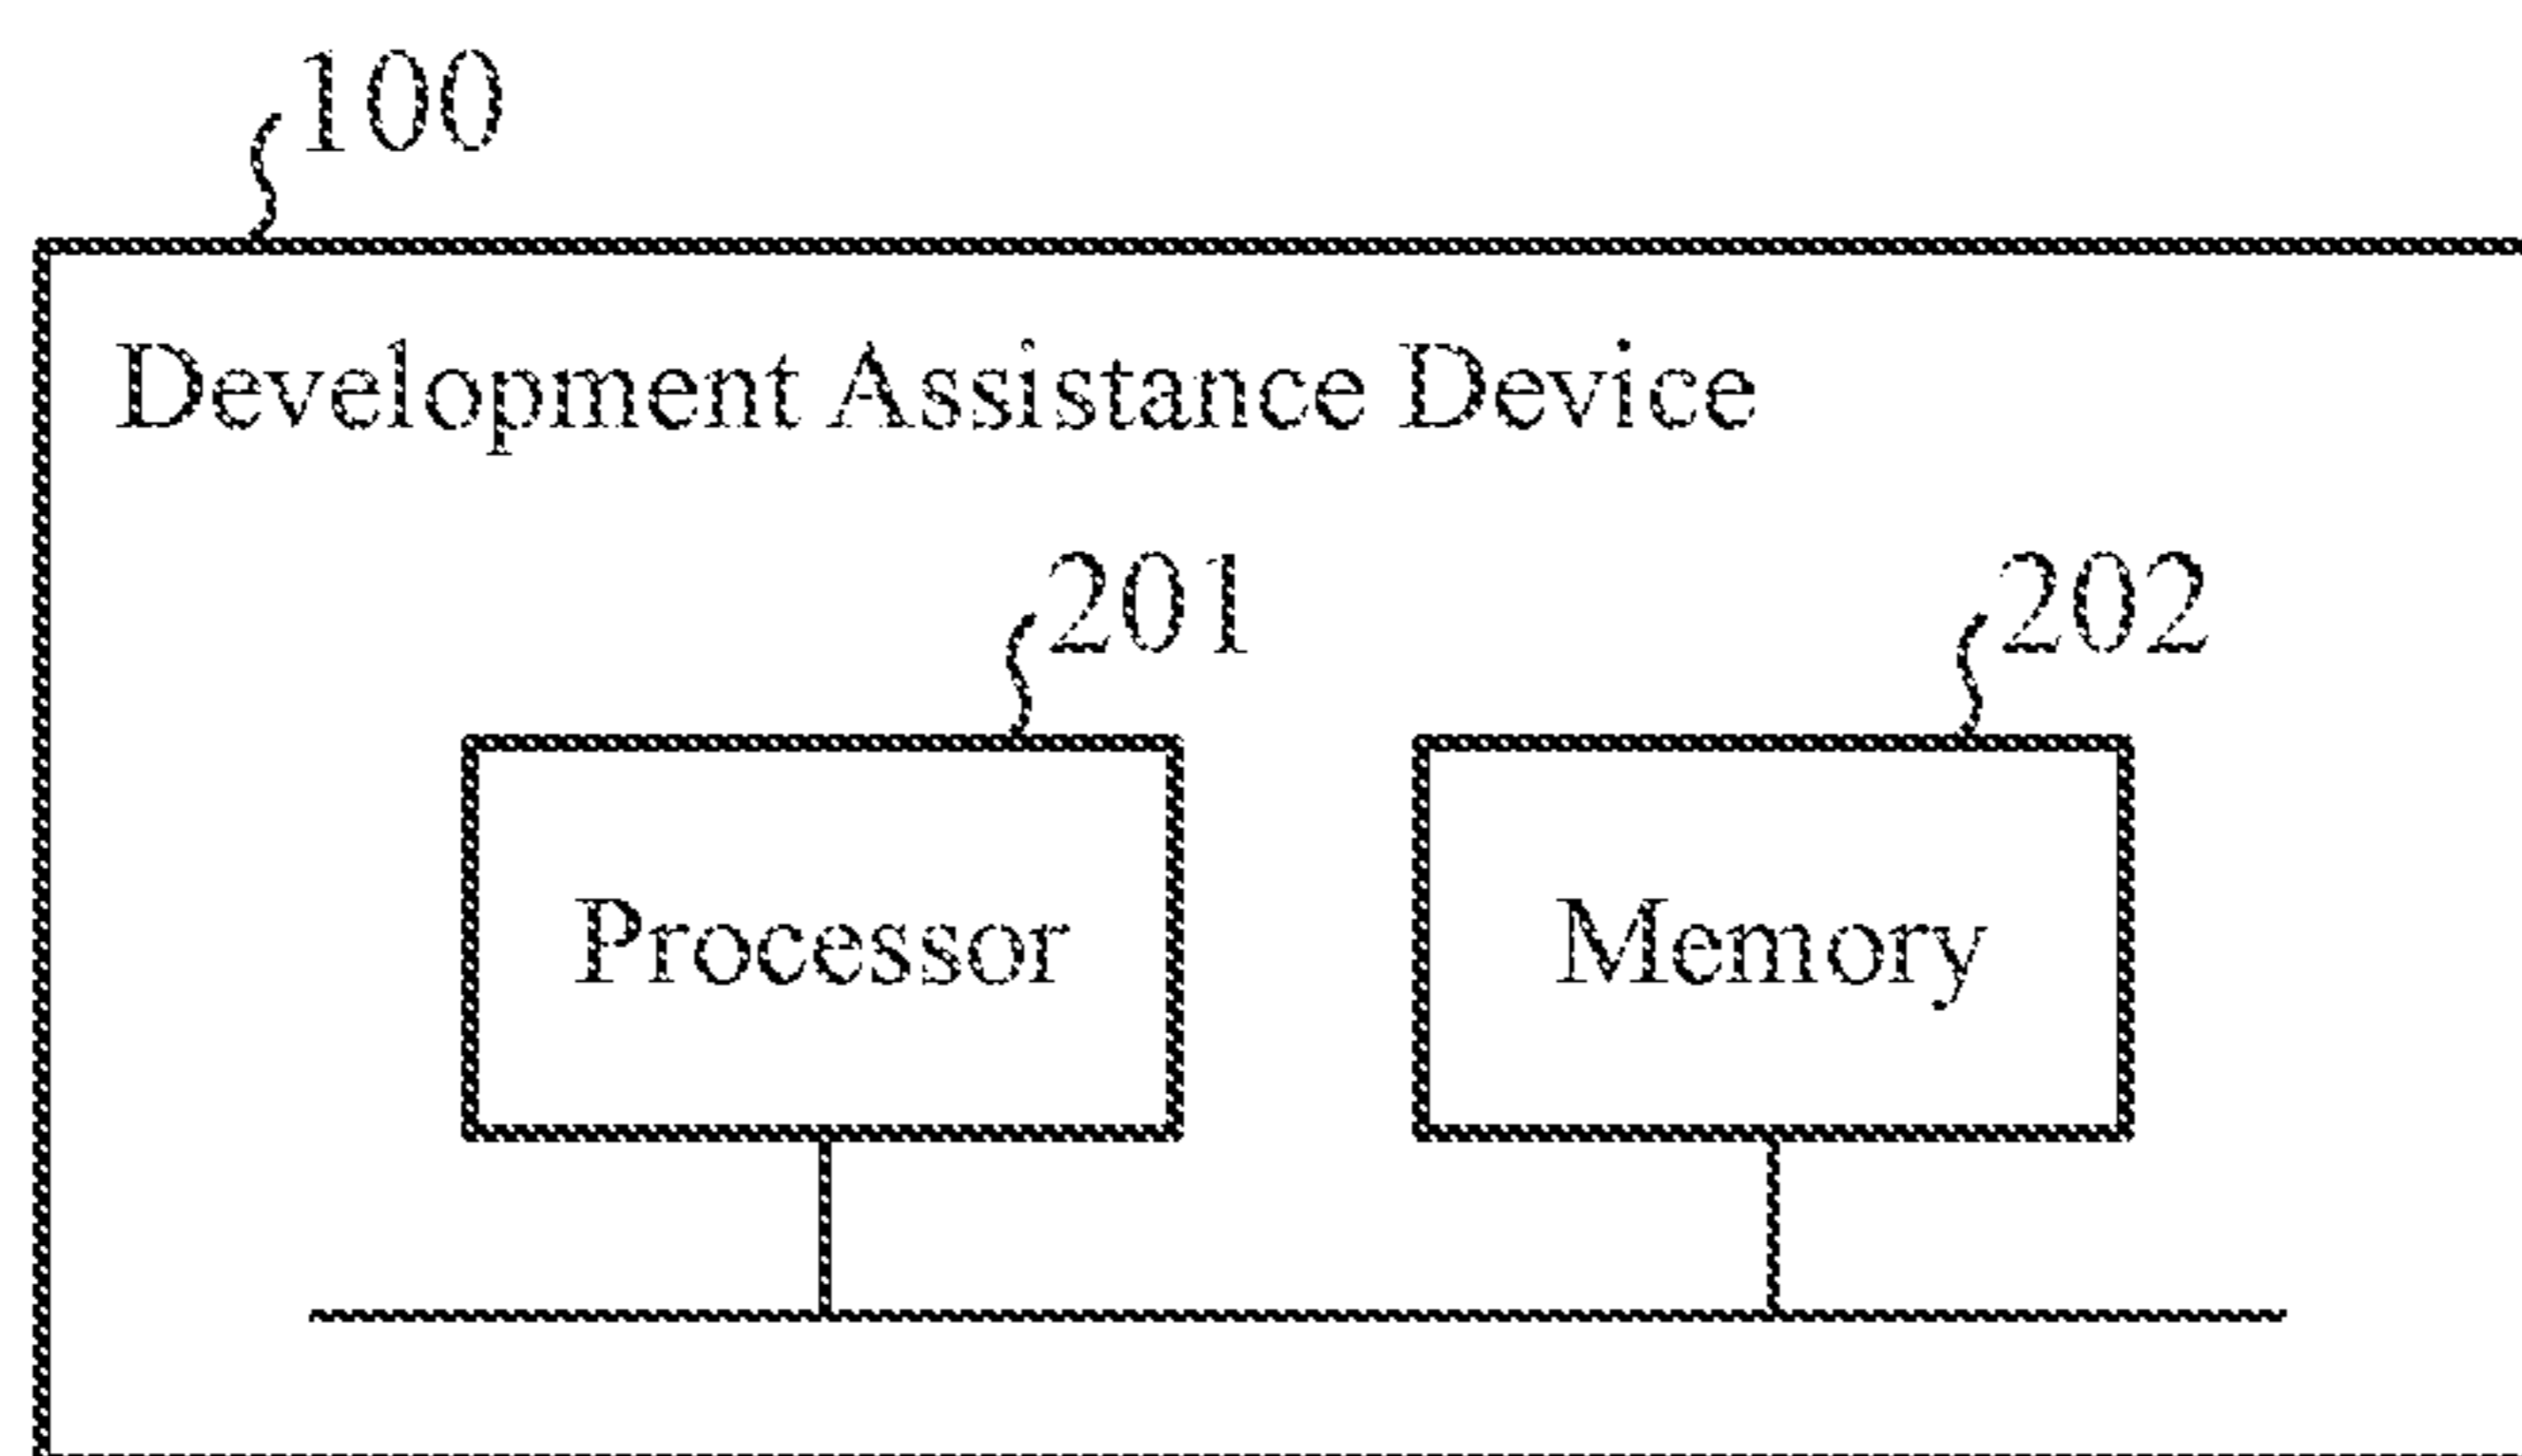 100
Development Assistance Device
201
202
Processor
Memory